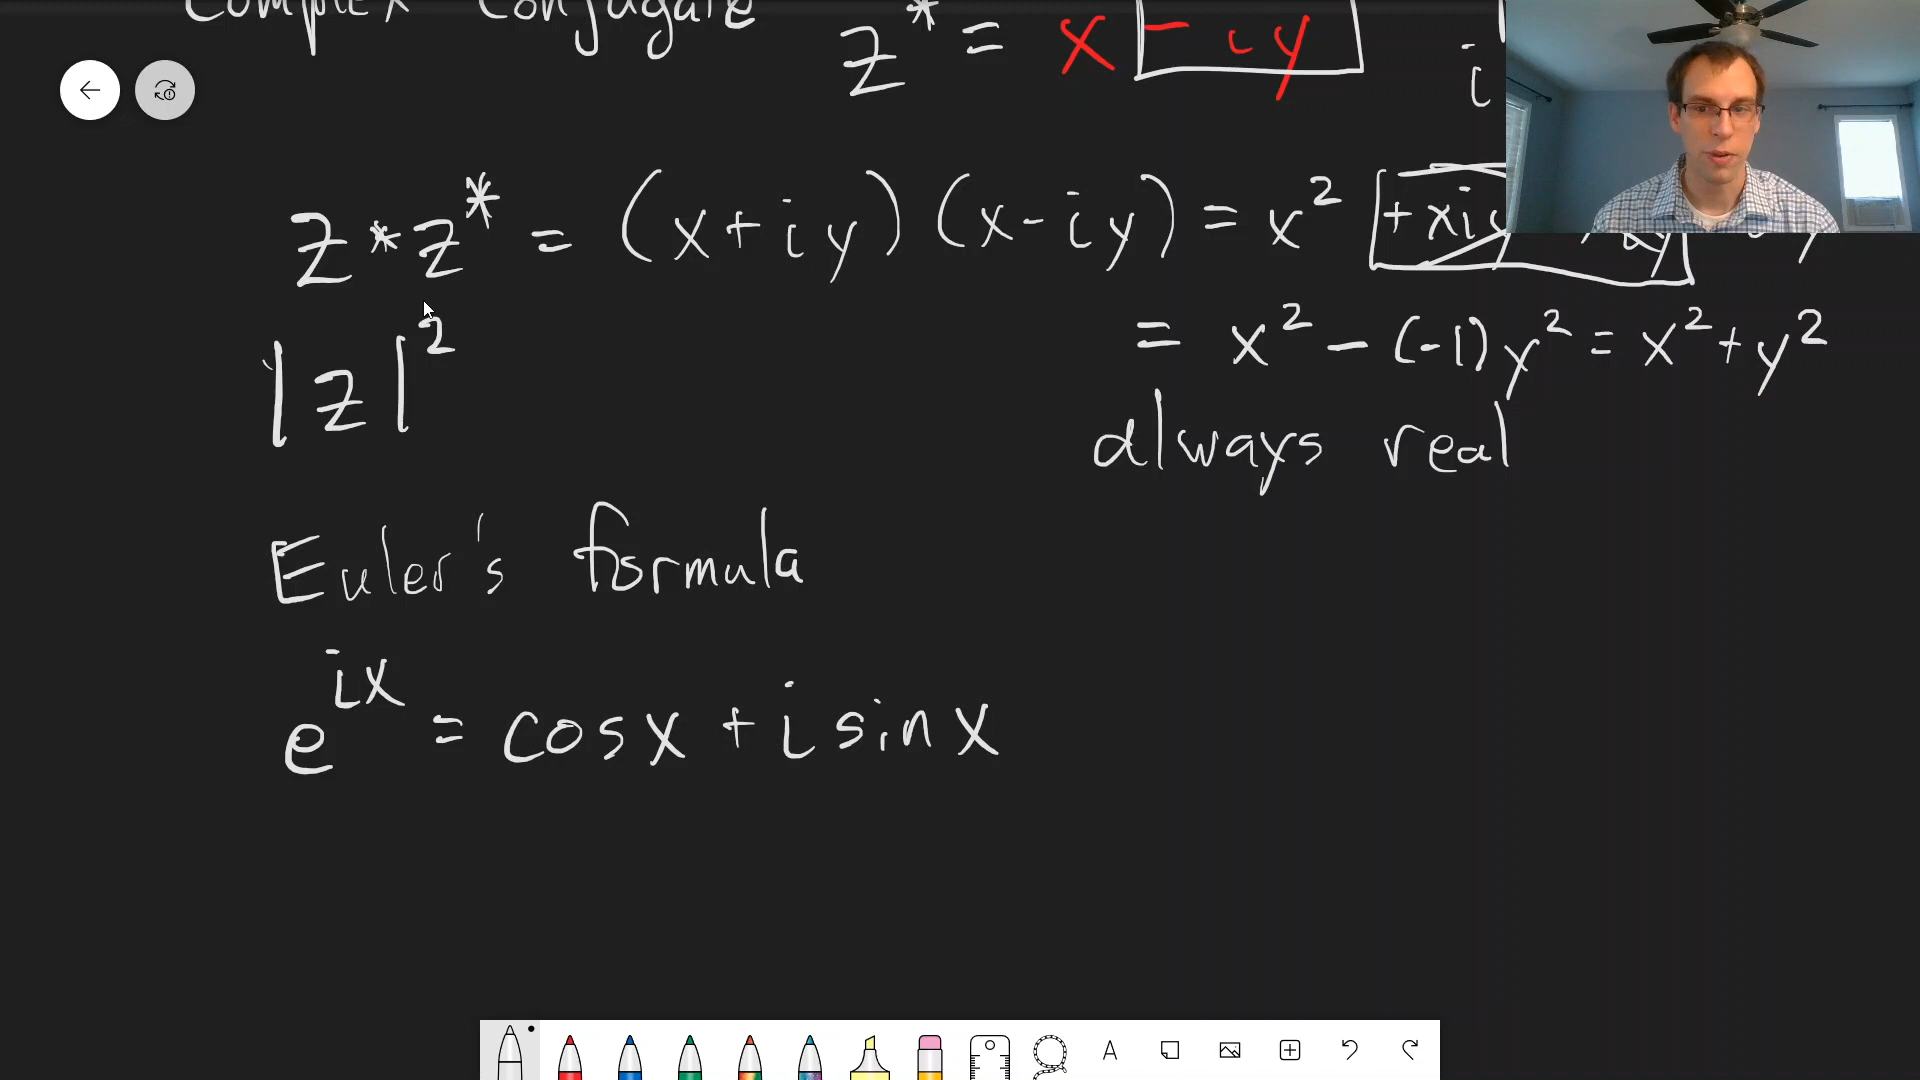 Complex Conjugate z* = x - iy
z * z* = (x + iy)(x - iy) = x² + xiy
= x² - (-1)y² = x² + y²
|z|²
always real
Euler's formula
e^{ix} = cos x + i sin x
A